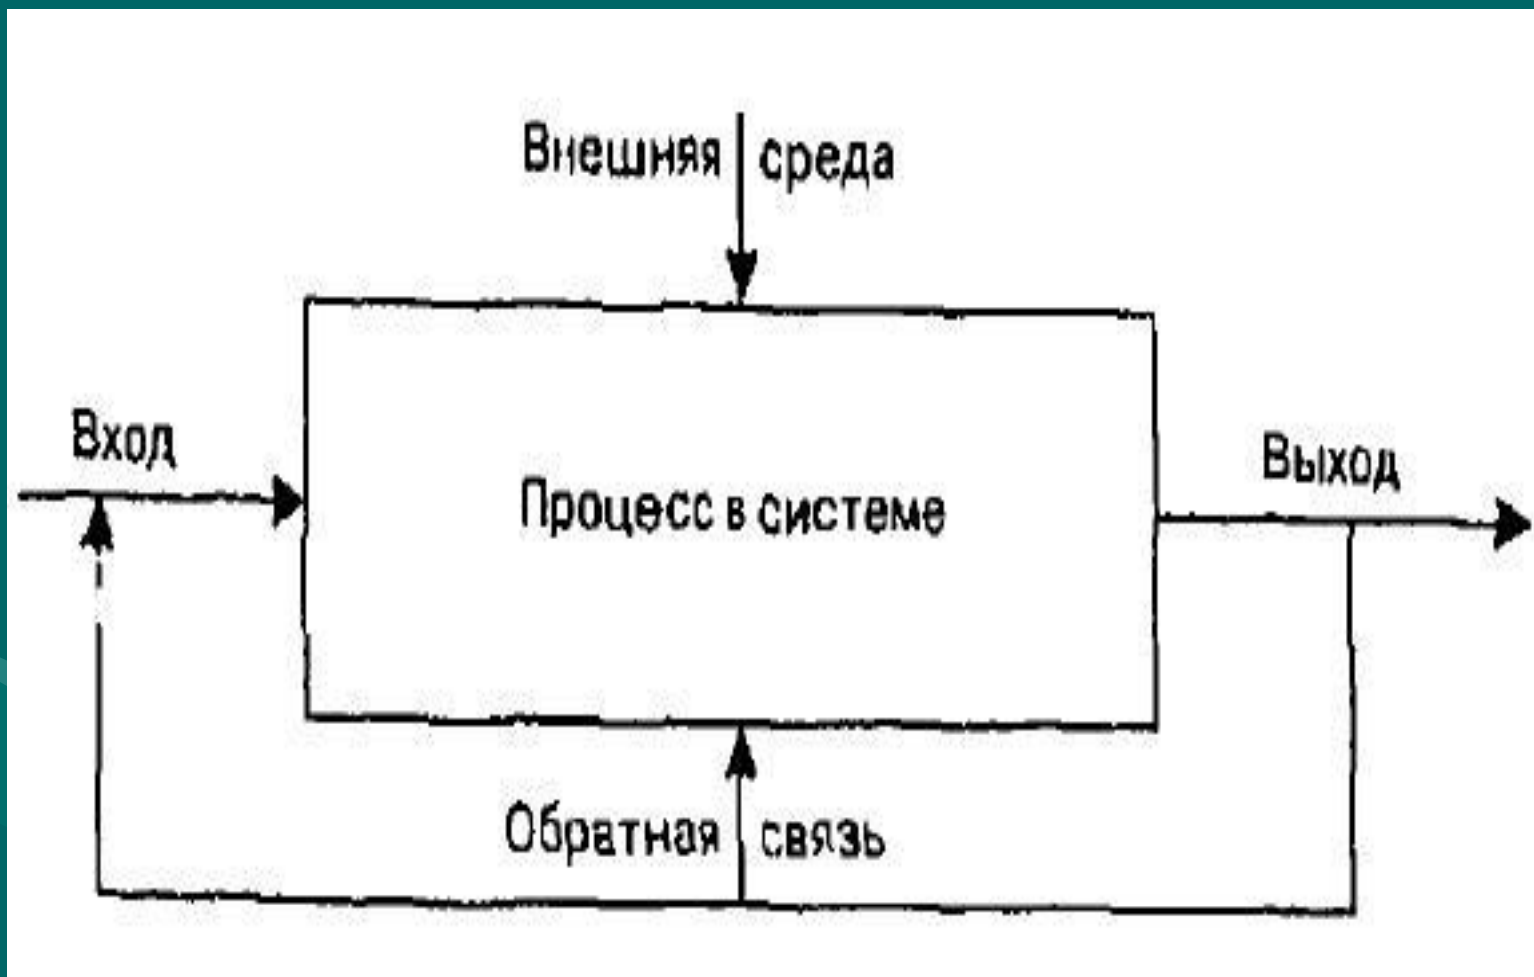 Внешняя среда
Вход
Выход
Процесс в системе
Обратная связь